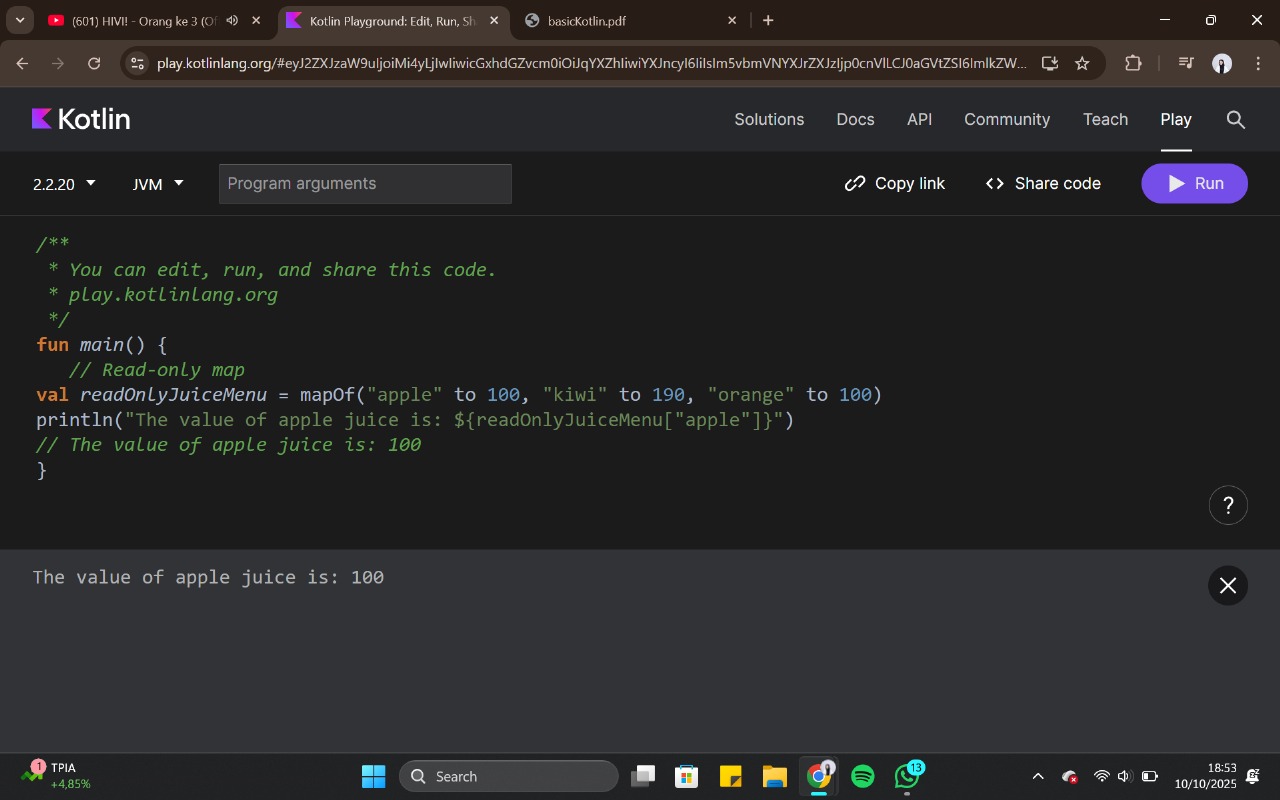 (601) HIVI! - Orang ke 3 (Of
Kotlin Playground: Edit, Run, Sh
basicKotlin.pdf
Kotlin
Solutions
Docs
API
Community
Teach
Play
2.2.20
JVM
Program arguments
Copy link
Share code
Run
/**
* You can edit, run, and share this code.
* play.kotlinlang.org
*/
fun main() {
// Read-only map
val readOnlyJuiceMenu = mapOf("apple" to 100, "kiwi" to 190, "orange" to 100)
println("The value of apple juice is: ${readOnlyJuiceMenu["apple"]}")
// The value of apple juice is: 100
}
?
The value of apple juice is: 100
1
TPIA
+4,85%
Search
13
18:53
10/10/2025